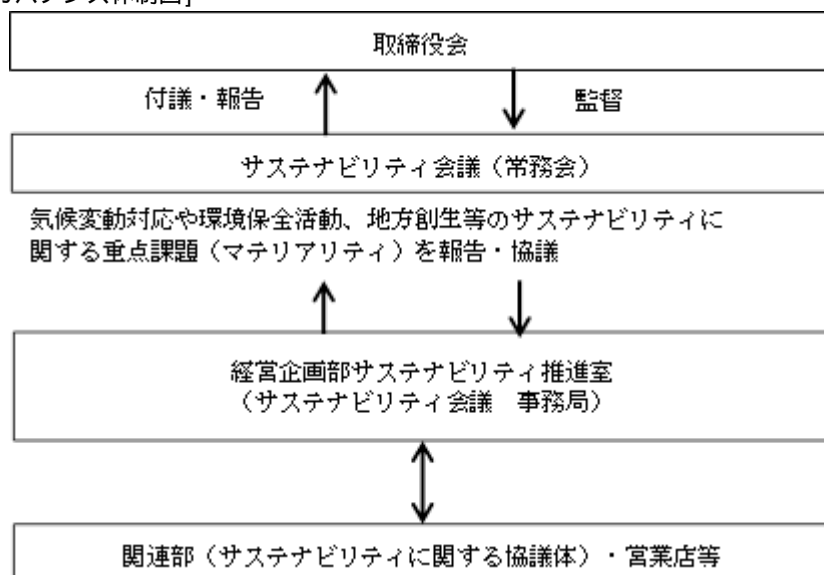 取締役会
付議・報告
監督
サステナビリティ会議（常務会）
気候変動対応や環境保全活動、地方創生等のサステナビリティに
関する重点課題（マテリアリティ）を報告・協議
経営企画部サステナビリティ推進室
（サステナビリティ会議　事務局）
関連部（サステナビリティに関する協議体）・営業店等